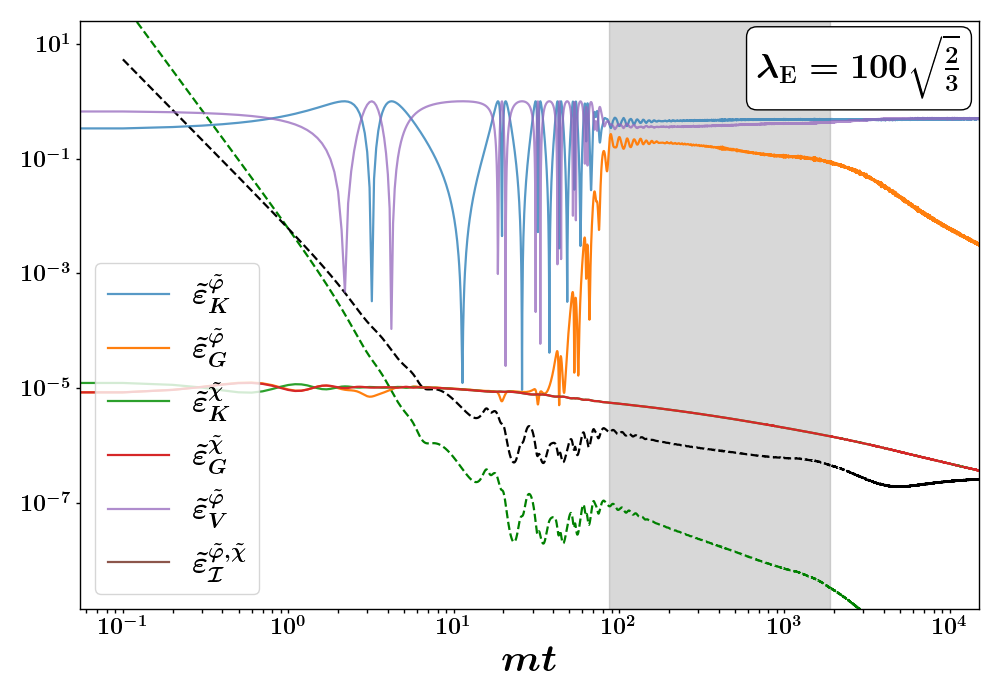 10¹
λ_E = 100√(2/3)
10⁻¹
10⁻³
10⁻⁵
10⁻⁷
ε̃_K^φ̃
ε̃_G^φ̃
ε̃_K^χ̃
ε̃_G^χ̃
ε̃_V^φ̃
ε̃_ℐ^φ̃,χ̃
10⁻¹ 10⁰ 10¹ 10² 10³ 10⁴
mt